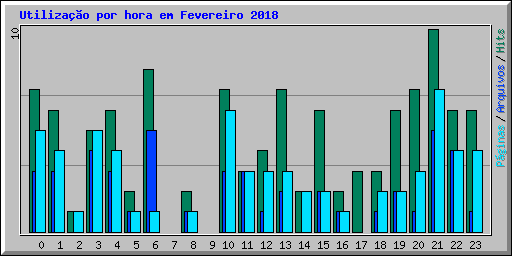 Utilização por hora em Fevereiro 2018
10
Páginas / Arquivos / Hits
0 1 2 3 4 5 6 7 8 9 10 11 12 13 14 15 16 17 18 19 20 21 22 23